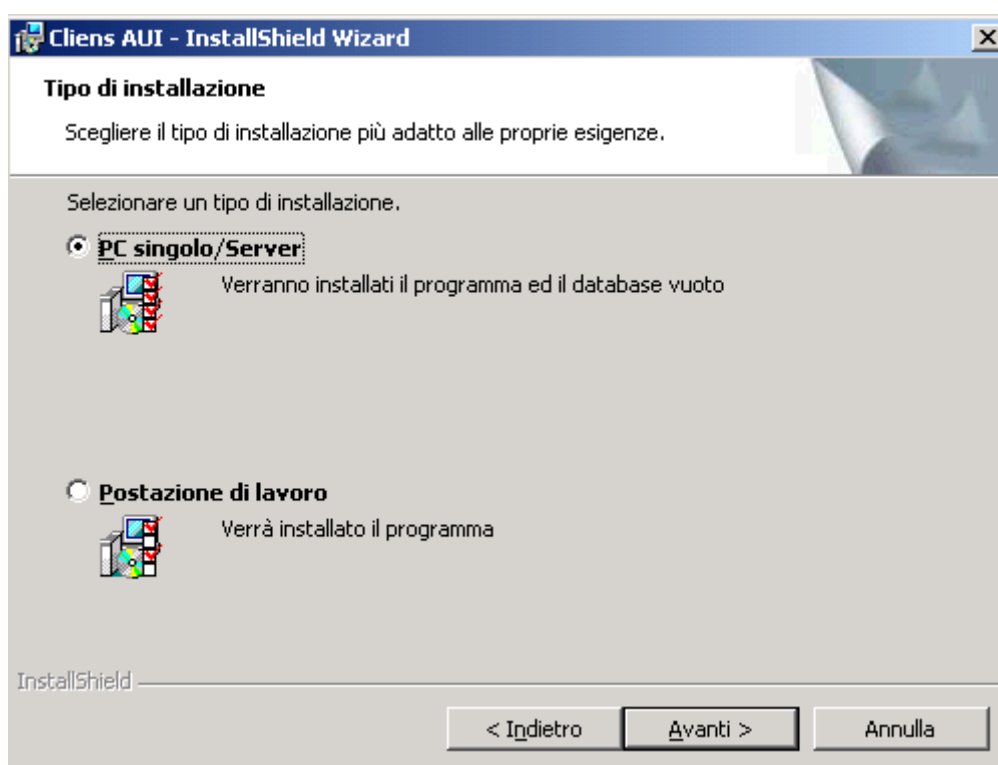 Cliens AUI - InstallShield Wizard
Tipo di installazione
Scegliere il tipo di installazione più adatto alle proprie esigenze.
Selezionare un tipo di installazione.
PC singolo/Server
Verranno installati il programma ed il database vuoto
Postazione di lavoro
Verrà installato il programma
InstallShield
< Indietro
Avanti >
Annulla